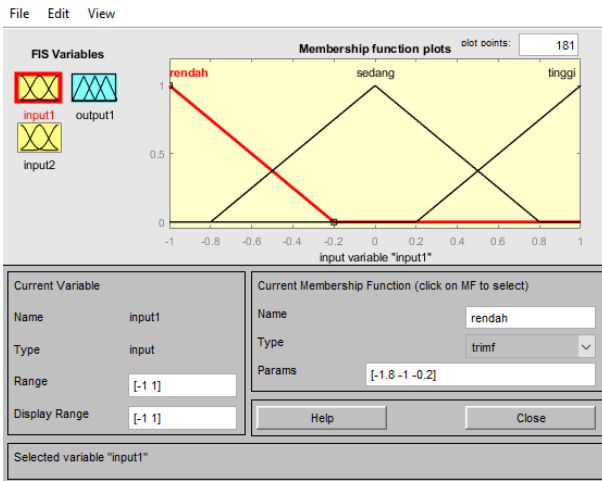 File Edit View
FIS Variables
Membership function plots plot points: 181
rendah sedang tinggi
input1 output1
input2
1
0.5
0
-1 -0.8 -0.6 -0.4 -0.2 0 0.2 0.4 0.6 0.8 1
input variable "input1"
Current Variable
Name input1
Type input
Range [-1 1]
Display Range [-1 1]
Current Membership Function (click on MF to select)
Name rendah
Type trimf
Params [-1.8 -1 -0.2]
Help Close
Selected variable "input1"